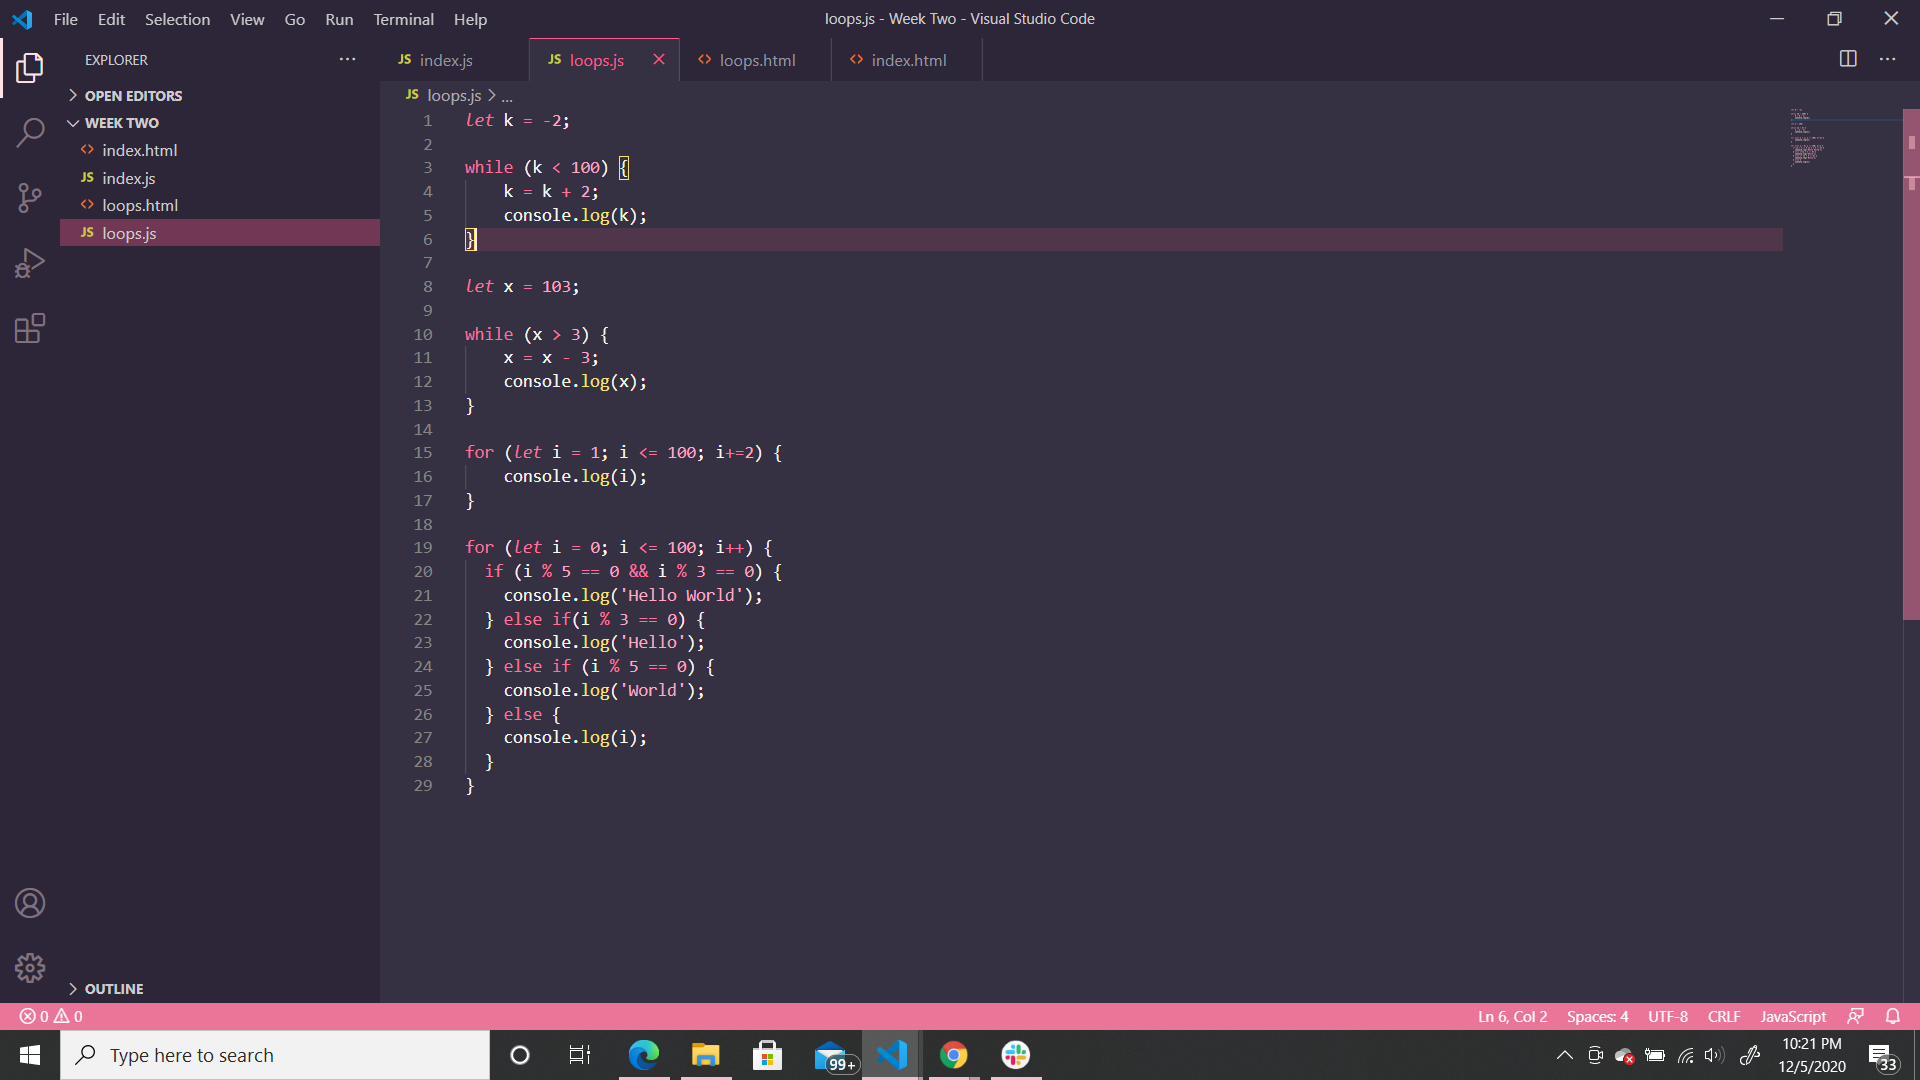 File Edit Selection View Go Run Terminal Help
loops.js - Week Two - Visual Studio Code
EXPLORER
JS index.js
JS loops.js
loops.html
index.html
OPEN EDITORS
WEEK TWO
index.html
JS index.js
loops.html
JS loops.js
OUTLINE
JS loops.js > ...
1 let k = -2;
2
3 while (k < 100) {
4 k = k + 2;
5 console.log(k);
6 }
7
8 let x = 103;
9
10 while (x > 3) {
11 x = x - 3;
12 console.log(x);
13 }
14
15 for (let i = 1; i <= 100; i+=2) {
16 console.log(i);
17 }
18
19 for (let i = 0; i <= 100; i++) {
20 if (i % 5 == 0 && i % 3 == 0) {
21 console.log('Hello World');
22 } else if(i % 3 == 0) {
23 console.log('Hello');
24 } else if (i % 5 == 0) {
25 console.log('World');
26 } else {
27 console.log(i);
28 }
29 }
0 0
Ln 6, Col 2 Spaces: 4 UTF-8 CRLF JavaScript
Type here to search
99+
10:21 PM
12/5/2020
33